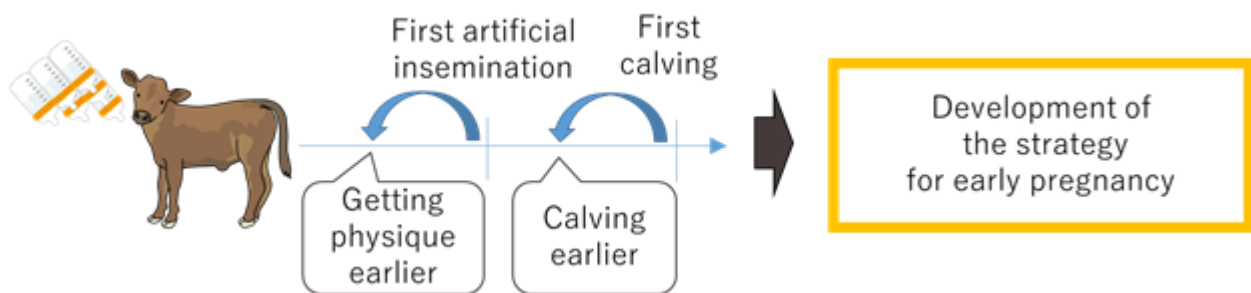 First artificial
insemination
First
calving
Getting
physique
earlier
Calving
earlier
Development of
the strategy
for early pregnancy